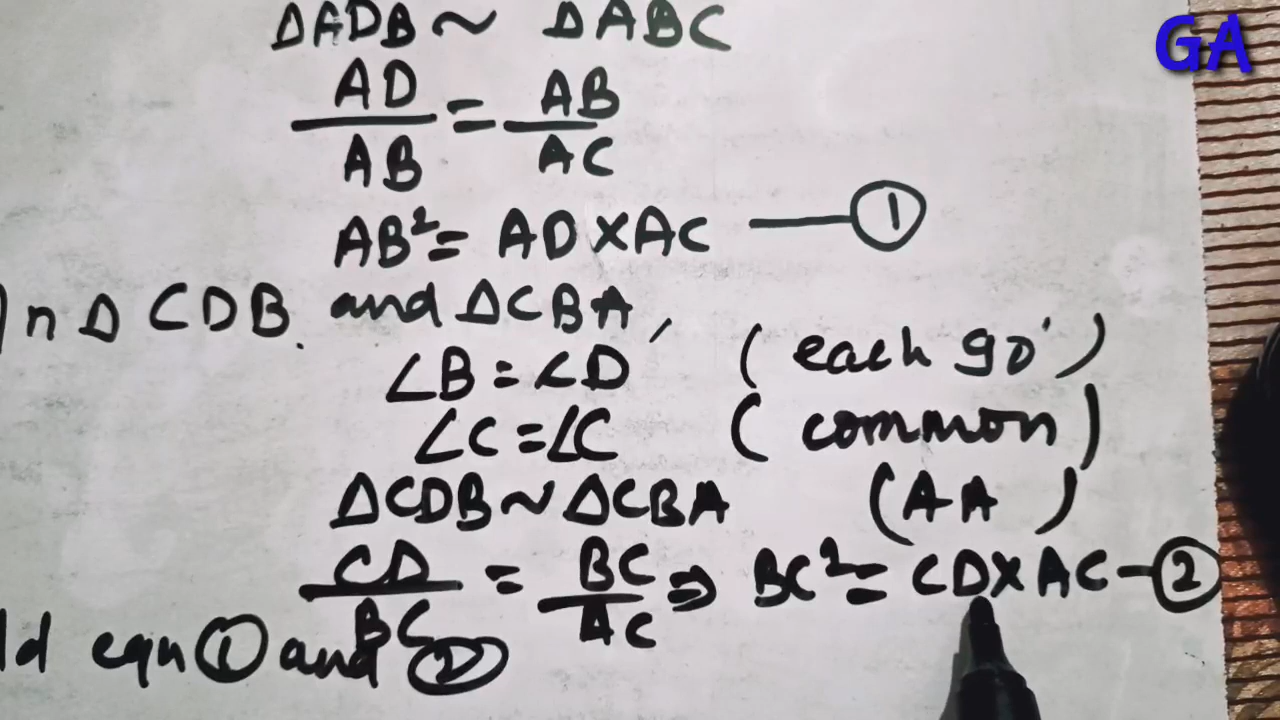 GA
ΔADB ~ ΔABC
AD/AB = AB/AC
AB² = AD×AC — ①
In ΔCDB. and ΔCBA,
∠B = ∠D (each 90°)
∠C = ∠C (common)
ΔCDB ~ ΔCBA (AA)
CD/BC = BC/AC ⇒ BC² = CD×AC — ②
eqn ① and ②